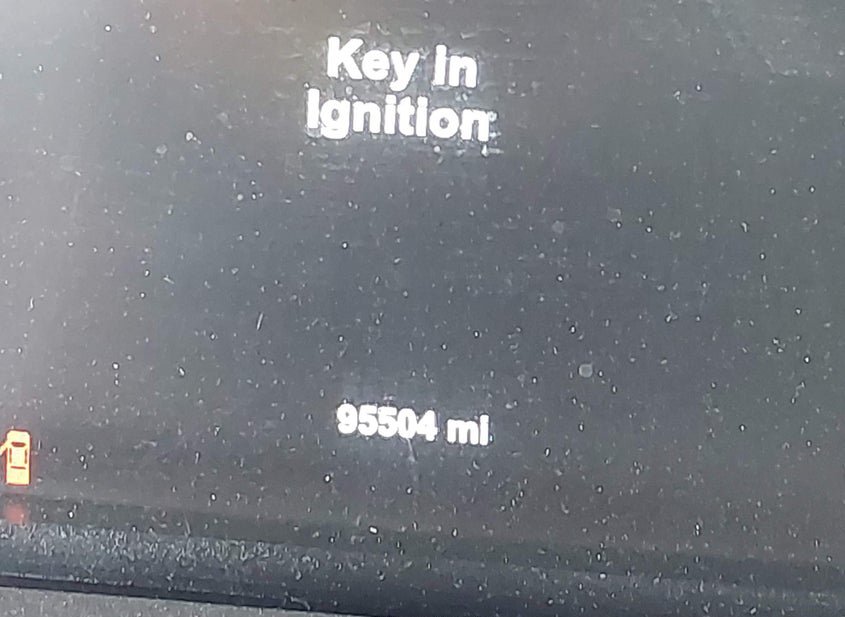 Key in
Ignition
95504 mi